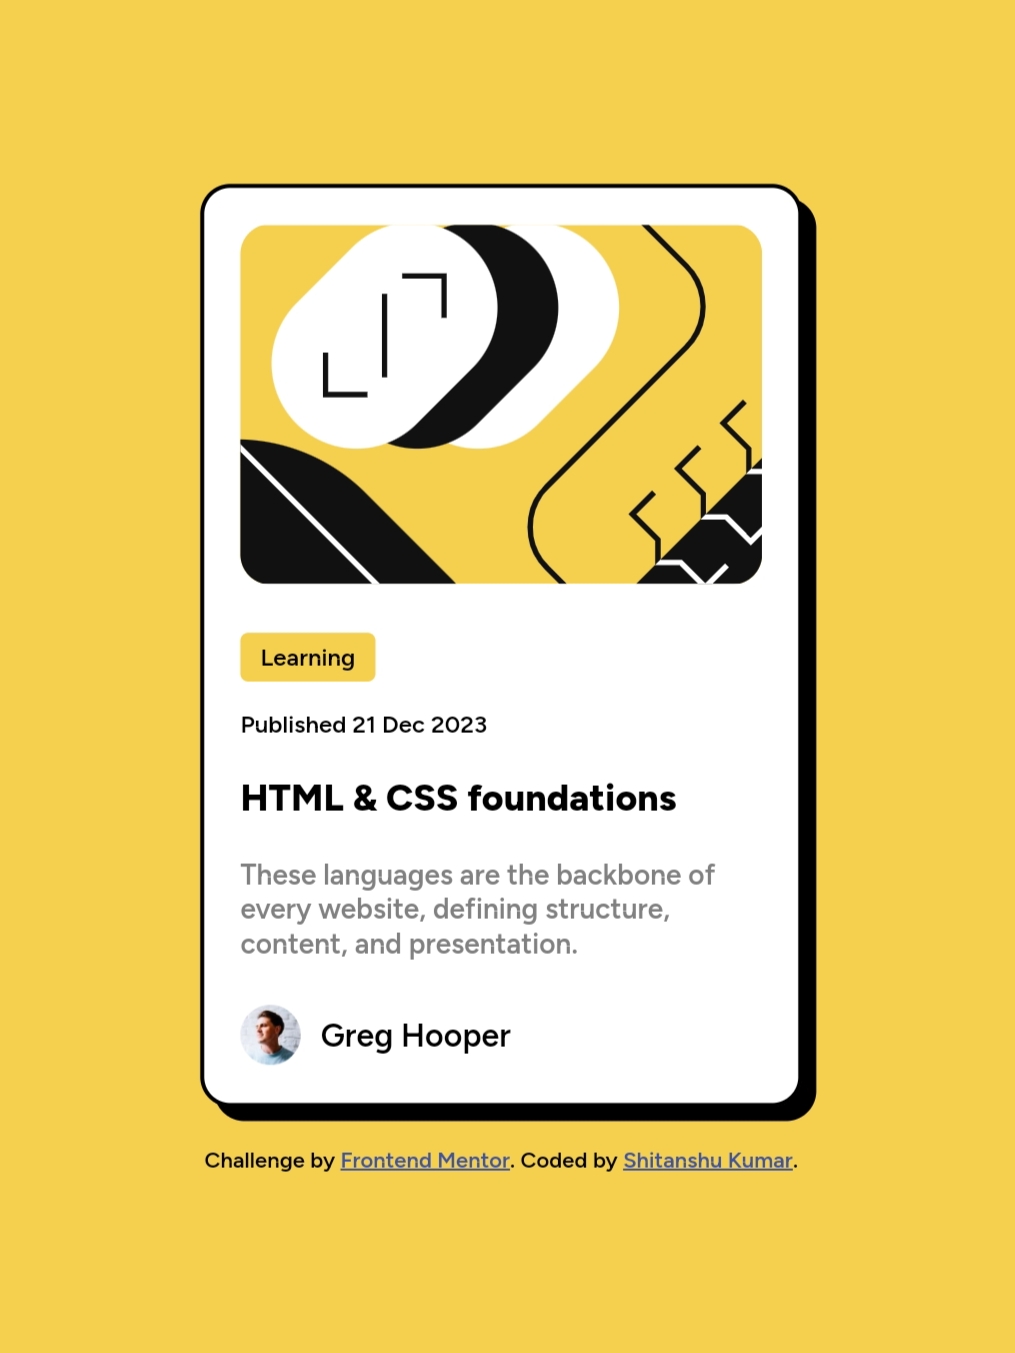 Learning
Published 21 Dec 2023
HTML & CSS foundations
These languages are the backbone of
every website, defining structure,
content, and presentation.
Greg Hooper
Challenge by Frontend Mentor. Coded by Shitanshu Kumar.